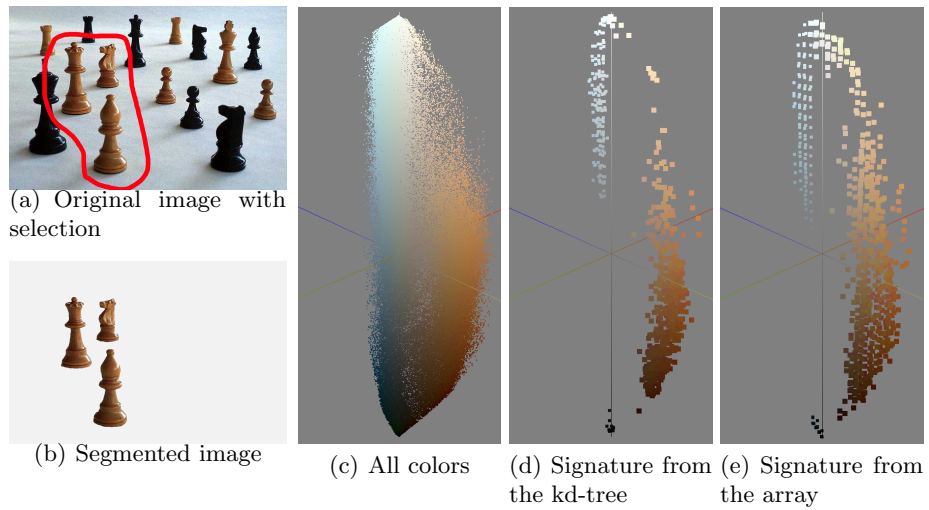 (a) Original image with
selection
(b) Segmented image
(c) All colors
(d) Signature from
the kd-tree
(e) Signature from
the array